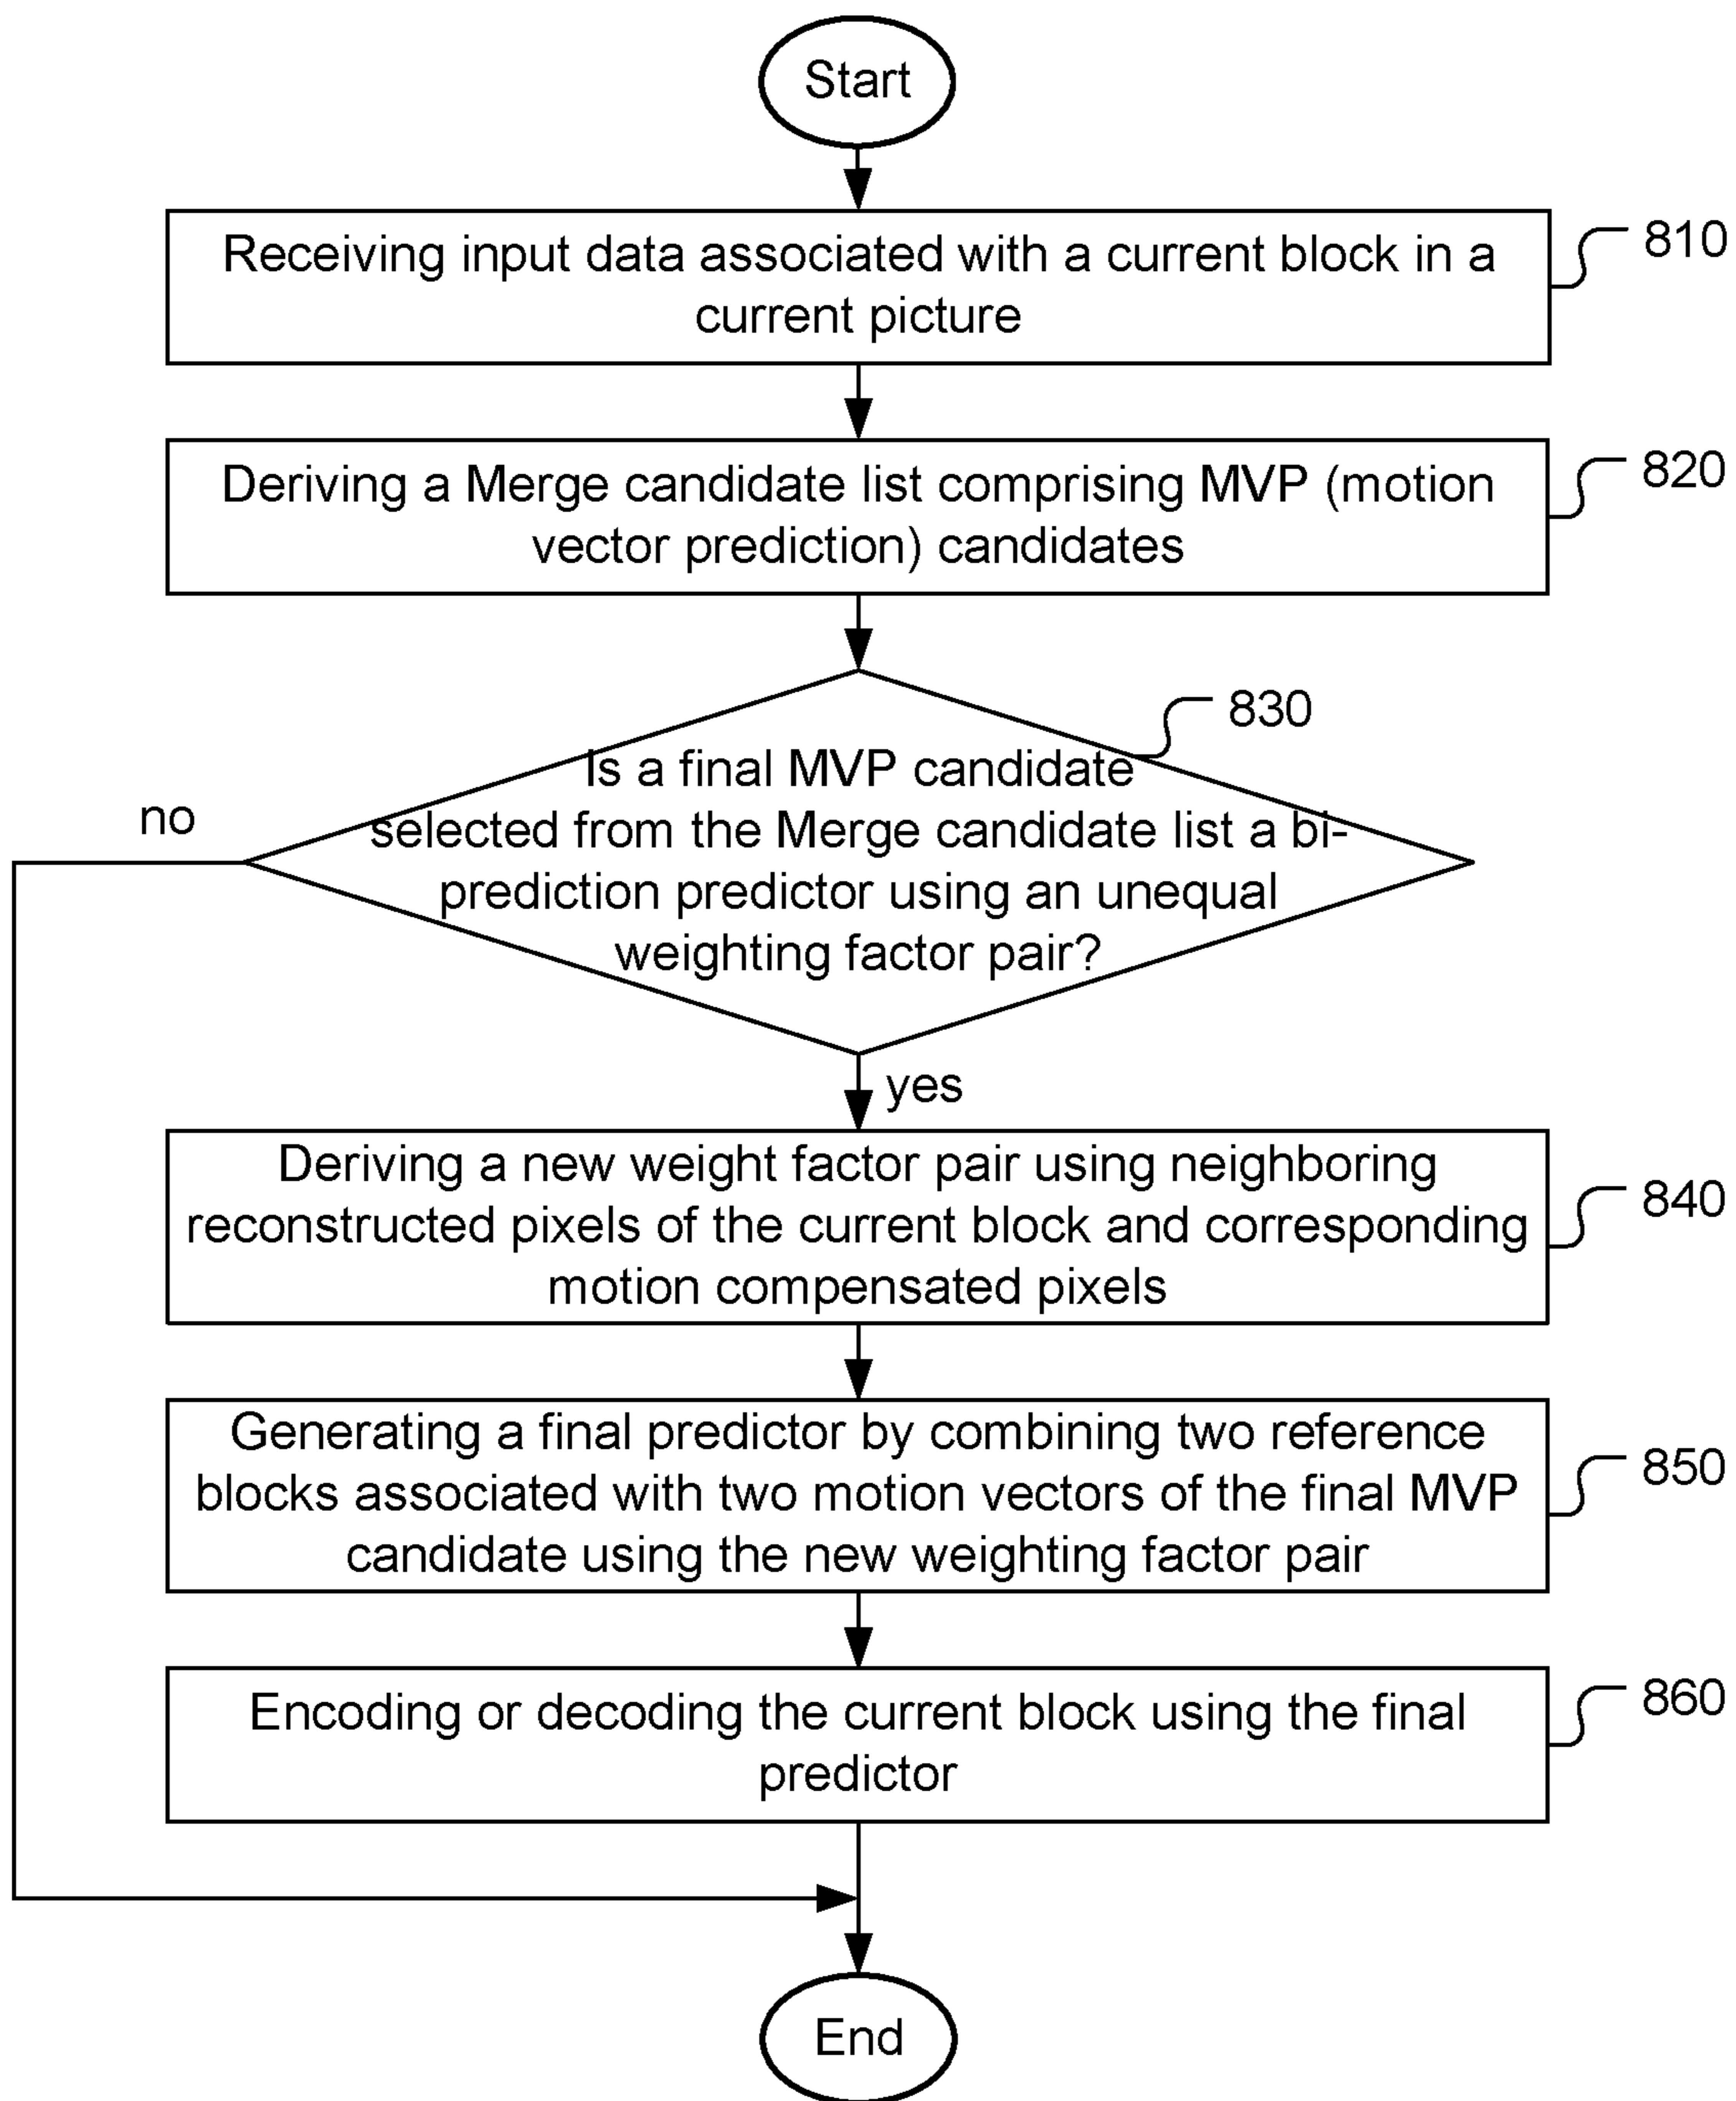 Start
Receiving input data associated with a current block in a
current picture
810
Deriving a Merge candidate list comprising MVP (motion
vector prediction) candidates
820
830
Is a final MVP candidate
selected from the Merge candidate list a bi-
prediction predictor using an unequal
weighting factor pair?
no
yes
Deriving a new weight factor pair using neighboring
reconstructed pixels of the current block and corresponding
motion compensated pixels
840
Generating a final predictor by combining two reference
blocks associated with two motion vectors of the final MVP
candidate using the new weighting factor pair
850
Encoding or decoding the current block using the final
predictor
860
End